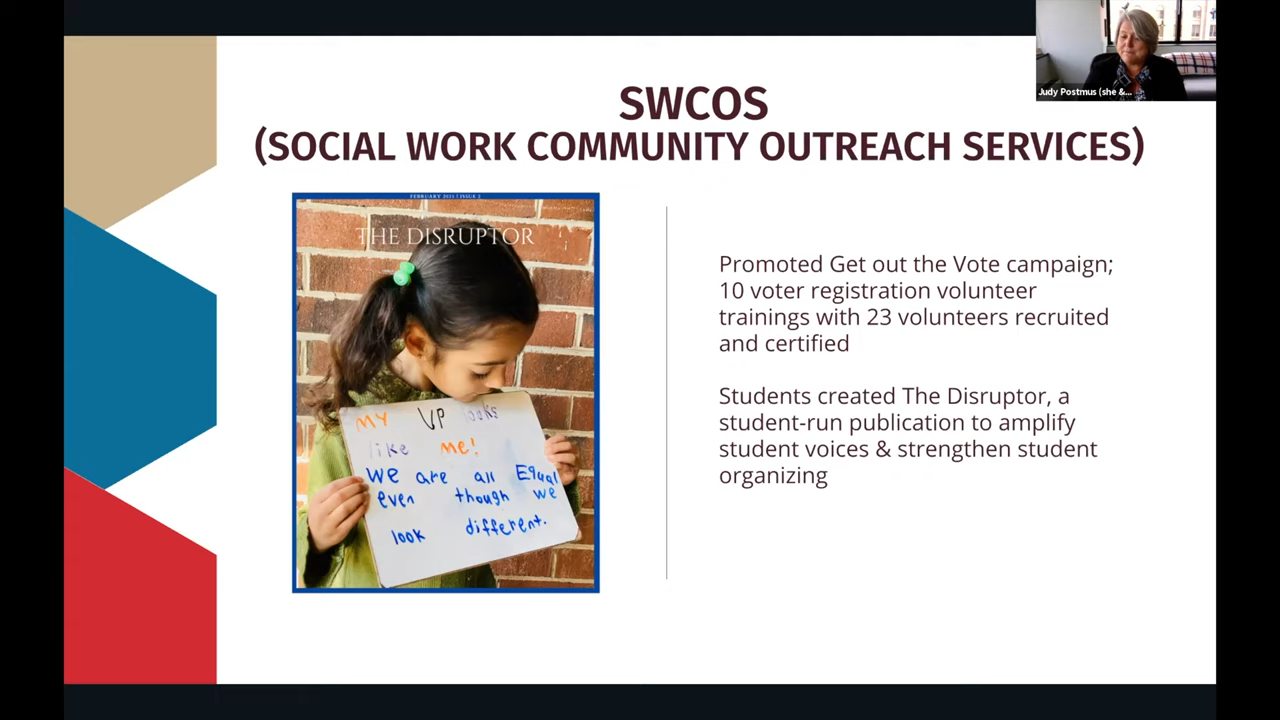 Judy Postmus (she &...
SWCOS
(SOCIAL WORK COMMUNITY OUTREACH SERVICES)
FEBRUARY 2021 | ISSUE 2
THE DISRUPTOR
MY VP looks
like me!
We are all Equal
even though we
look different.
Promoted Get out the Vote campaign;
10 voter registration volunteer
trainings with 23 volunteers recruited
and certified
Students created The Disruptor, a
student-run publication to amplify
student voices & strengthen student
organizing